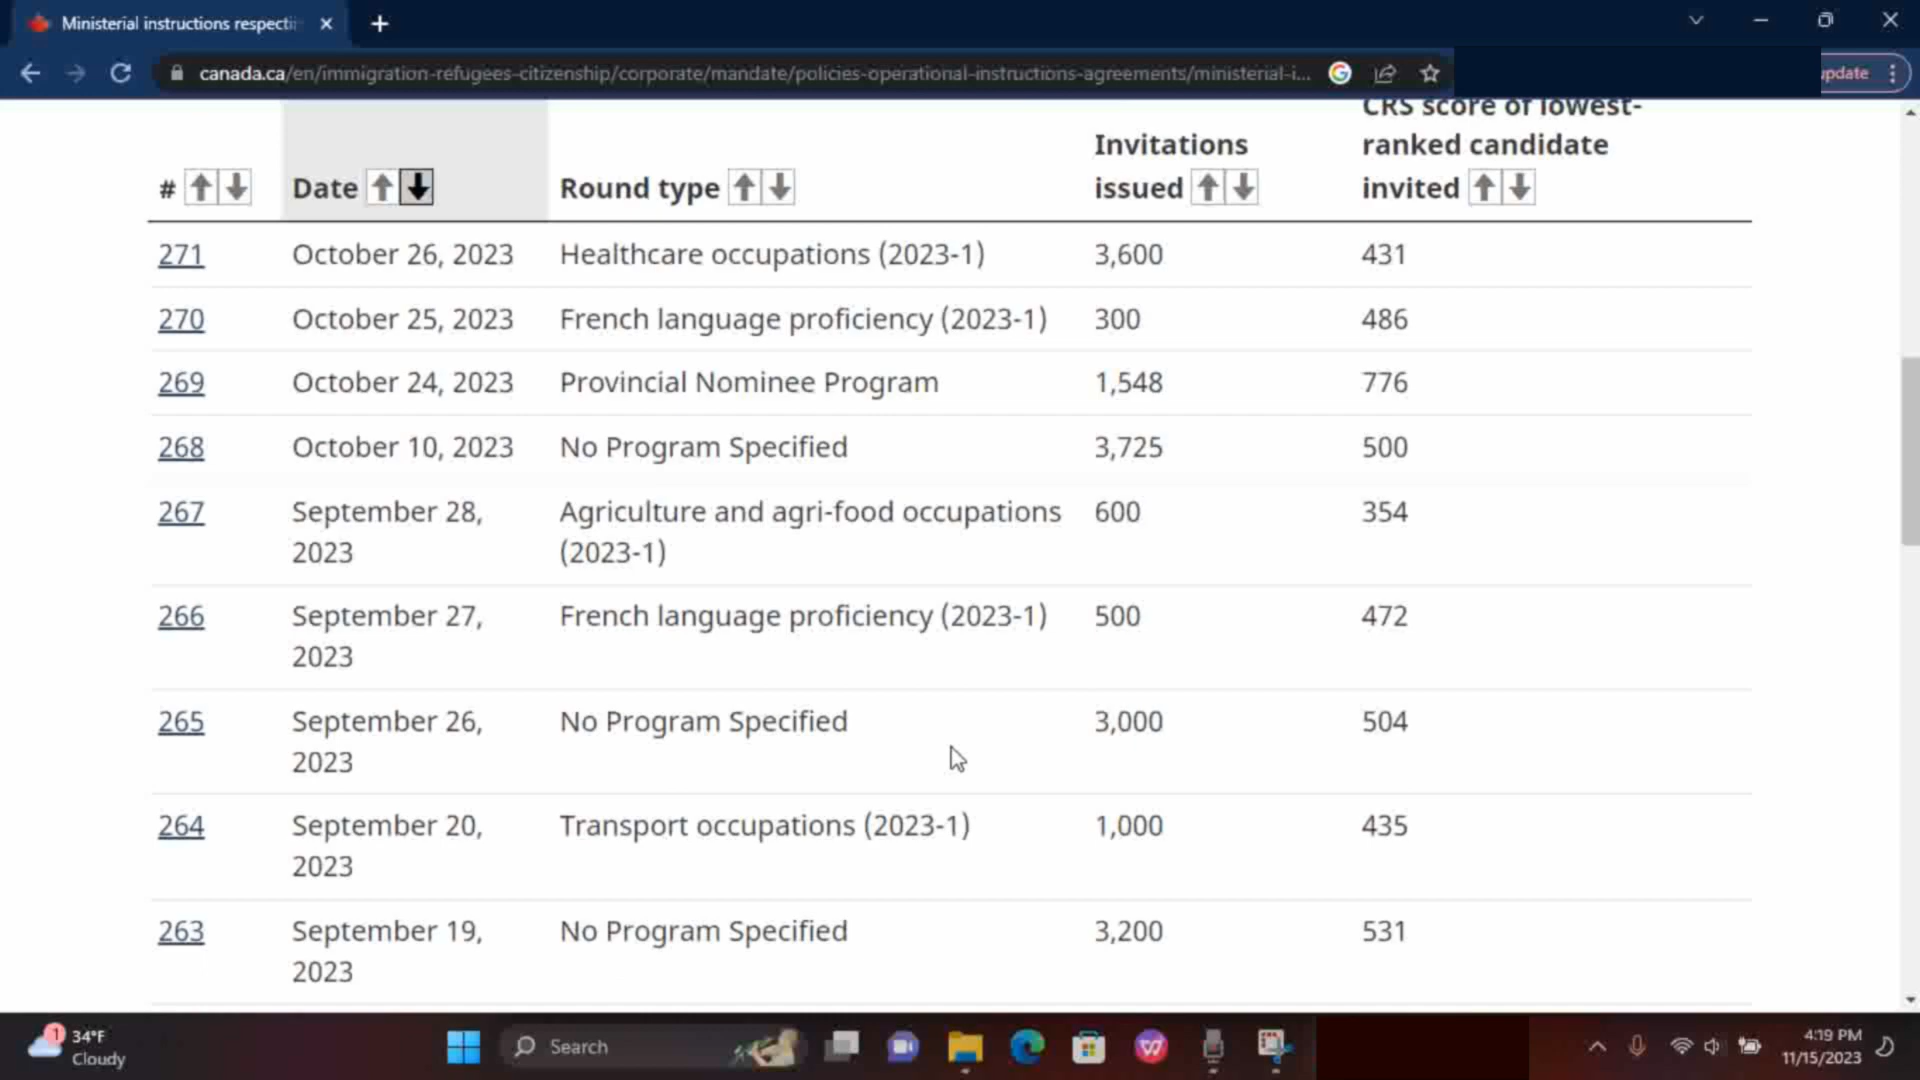 Ministerial instructions respecti
canada.ca/en/immigration-refugees-citizenship/corporate/mandate/policies-operational-instructions-agreements/ministerial-i...
update
CRS score of lowest-
Invitations ranked candidate
# Date Round type issued invited
271 October 26, 2023 Healthcare occupations (2023-1) 3,600 431
270 October 25, 2023 French language proficiency (2023-1) 300 486
269 October 24, 2023 Provincial Nominee Program 1,548 776
268 October 10, 2023 No Program Specified 3,725 500
267 September 28, Agriculture and agri-food occupations 600 354
2023 (2023-1)
266 September 27, French language proficiency (2023-1) 500 472
2023
265 September 26, No Program Specified 3,000 504
2023
264 September 20, Transport occupations (2023-1) 1,000 435
2023
263 September 19, No Program Specified 3,200 531
2023
1 34°F
Cloudy
Search
4:19 PM
11/15/2023